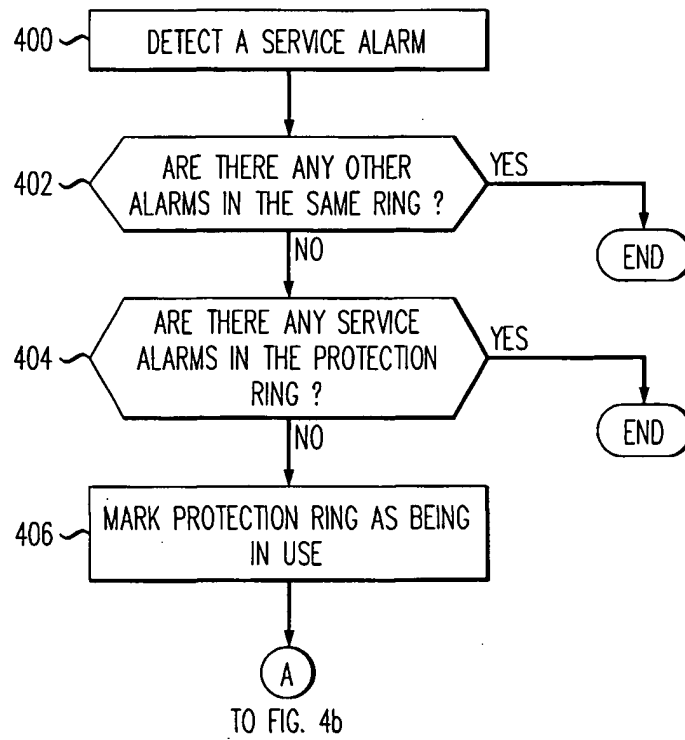 400
DETECT A SERVICE ALARM
402
ARE THERE ANY OTHER
ALARMS IN THE SAME RING ?
YES
END
NO
404
ARE THERE ANY SERVICE
ALARMS IN THE PROTECTION
RING ?
YES
END
NO
406
MARK PROTECTION RING AS BEING
IN USE
A
TO FIG. 4b